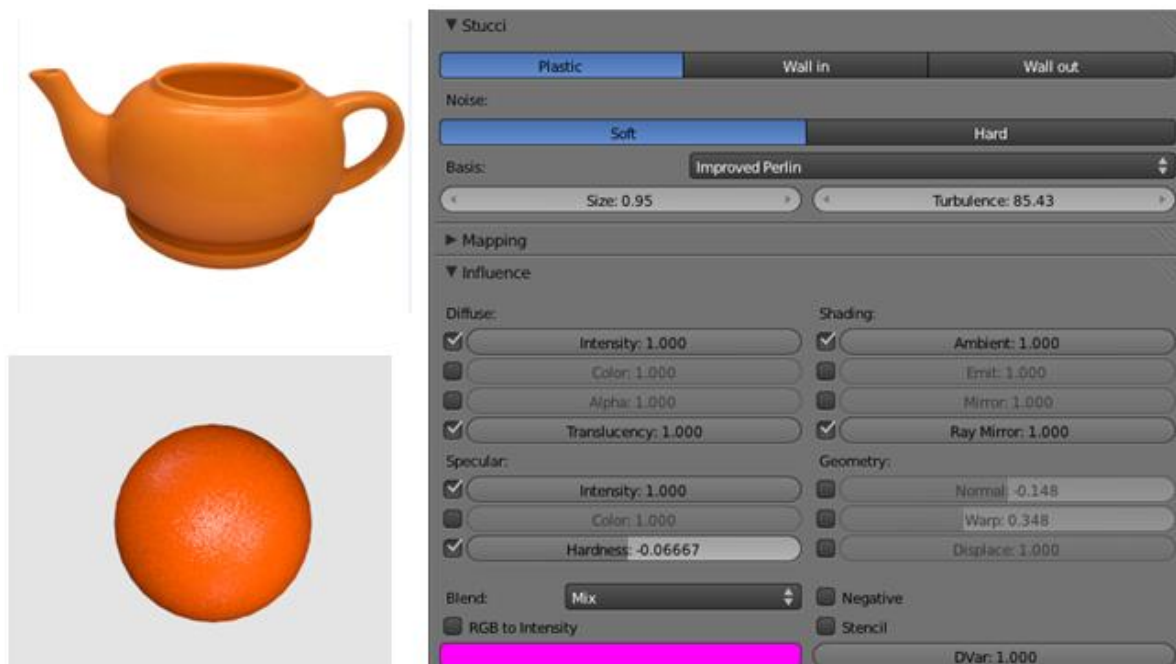 Stucci
Plastic Wall in Wall out
Noise:
Soft Hard
Basis: Improved Perlin
Size: 0.95 Turbulence: 85.43
Mapping
Influence
Diffuse: Shading:
Intensity: 1.000 Ambient: 1.000
Color: 1.000 Emit: 1.000
Alpha: 1.000 Mirror: 1.000
Translucency: 1.000 Ray Mirror: 1.000
Specular: Geometry:
Intensity: 1.000 Normal: -0.148
Color: 1.000 Warp: 0.348
Hardness: -0.06667 Displace: 1.000
Blend: Mix Negative
RGB to Intensity Stencil
DVar: 1.000